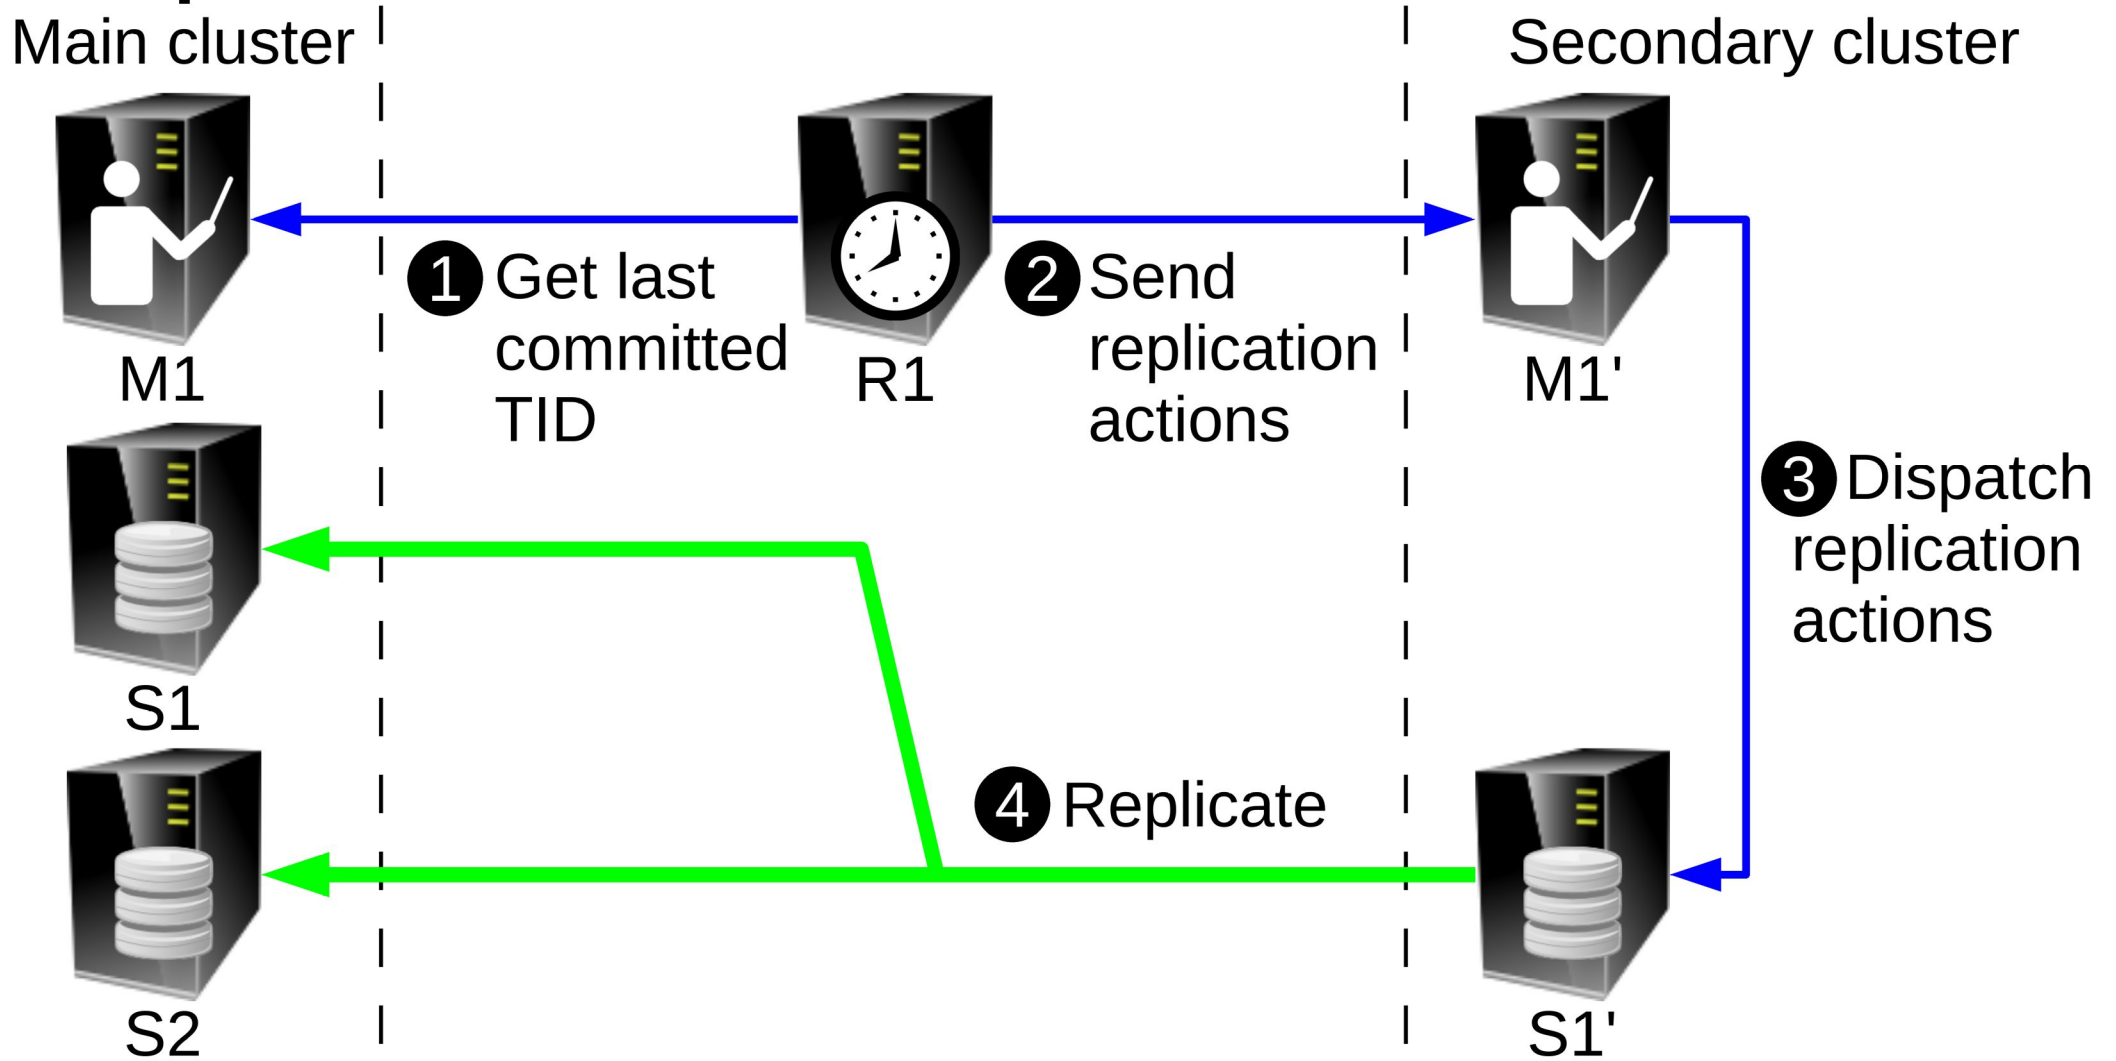 Main cluster
Secondary cluster
1 Get last
committed
TID
2 Send
replication
actions
M1
R1
M1'
3 Dispatch
replication
actions
S1
4 Replicate
S2
S1'